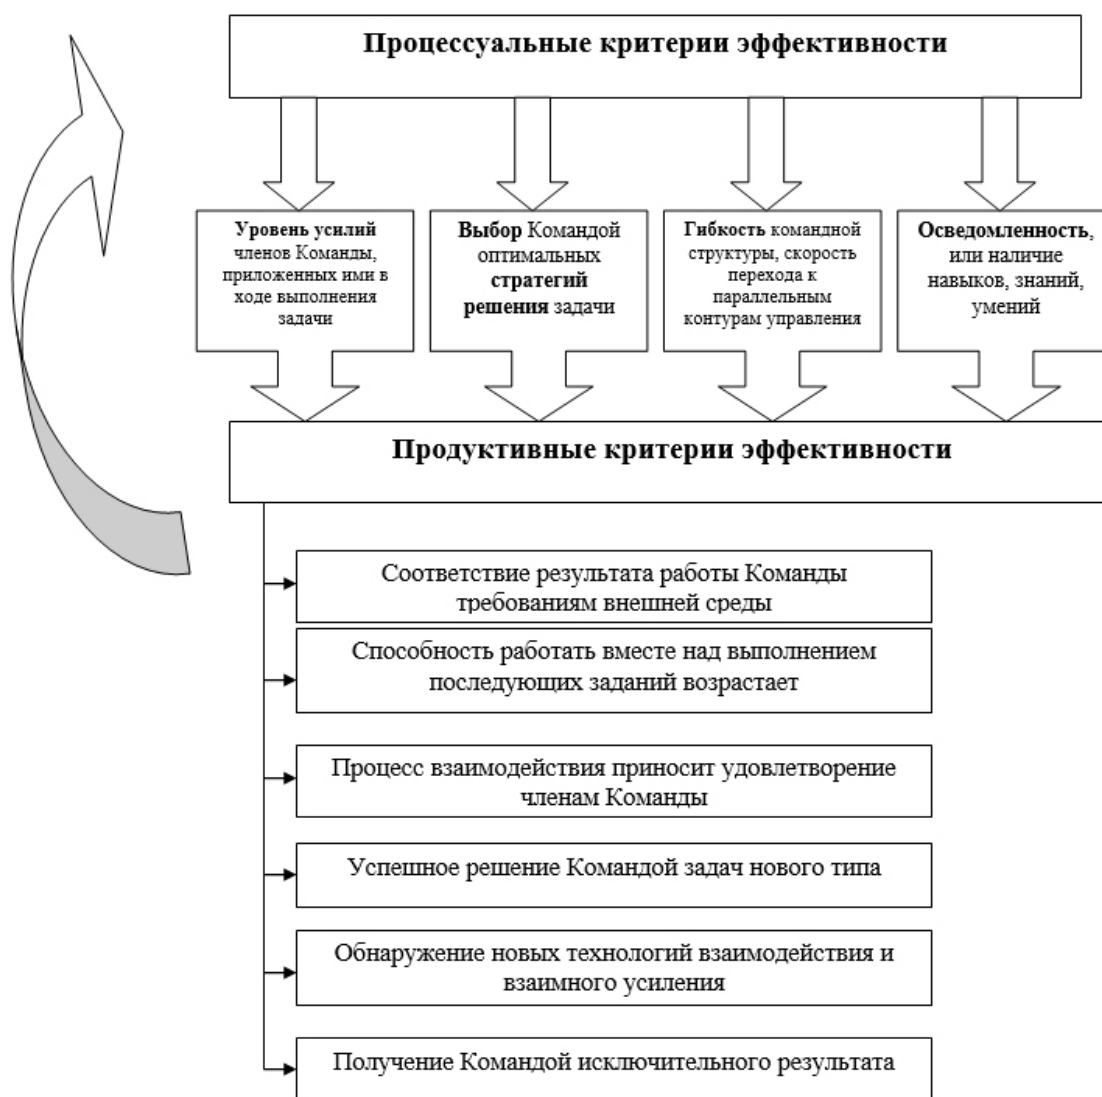 Процессуальные критерии эффективности
Уровень усилий
членов Команды,
приложенных ими в
ходе выполнения
задачи
Выбор Командой
оптимальных
стратегий
решения задачи
Гибкость командной
структуры, скорость
перехода к
параллельным
контурам управления
Осведомленность,
или наличие
навыков, знаний,
умений
Продуктивные критерии эффективности
Соответствие результата работы Команды
требованиям внешней среды
Способность работать вместе над выполнением
последующих заданий возрастает
Процесс взаимодействия приносит удовлетворение
членам Команды
Успешное решение Командой задач нового типа
Обнаружение новых технологий взаимодействия и
взаимного усиления
Получение Командой исключительного результата